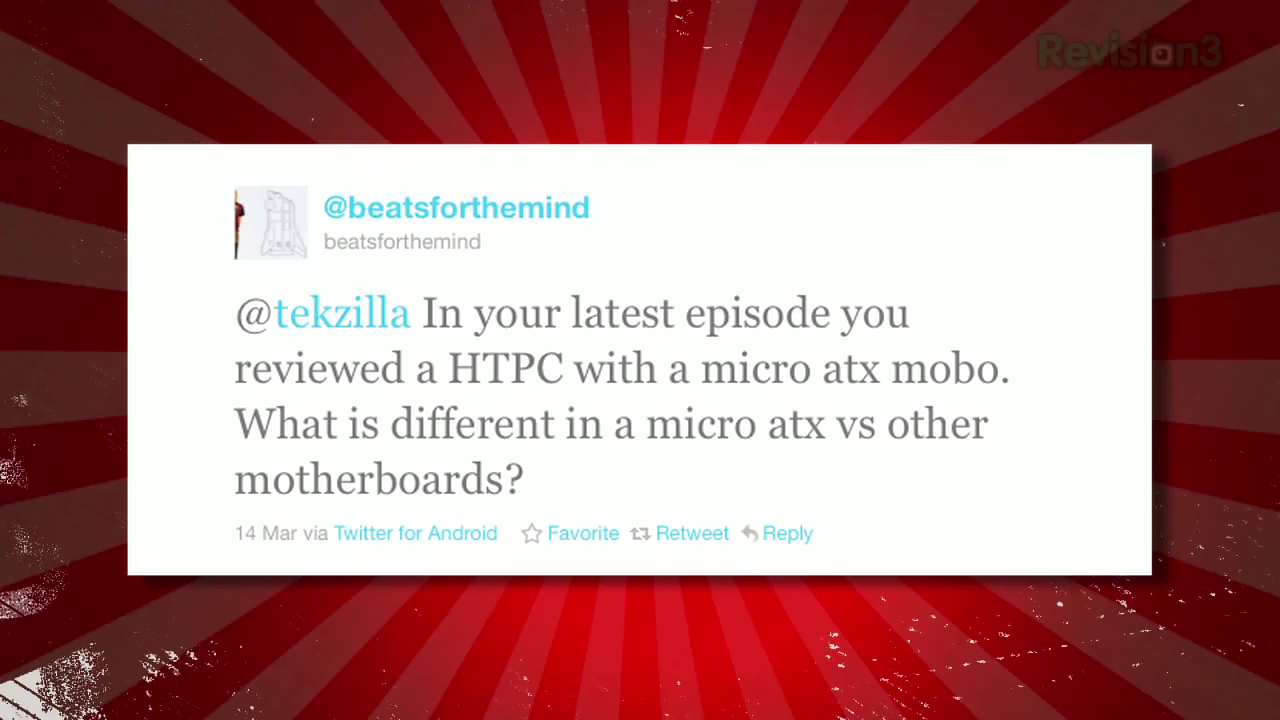 Revision3
@beatsforthemind
beatsforthemind
@tekzilla In your latest episode you
reviewed a HTPC with a micro atx mobo.
What is different in a micro atx vs other
motherboards?
14 Mar via Twitter for Android Favorite Retweet Reply